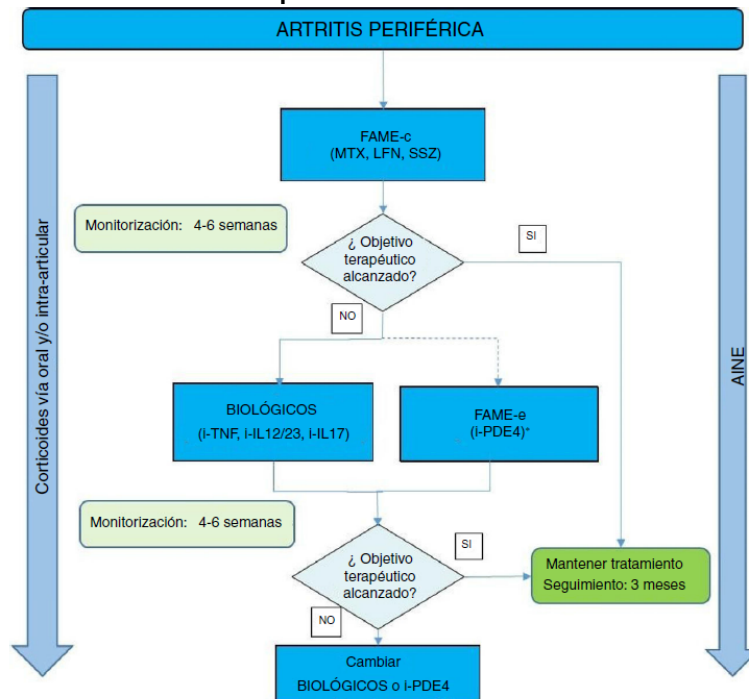 ARTRITIS PERIFÉRICA
FAME-c
(MTX, LFN, SSZ)
Monitorización: 4-6 semanas
¿ Objetivo
terapéutico
alcanzado?
SI
NO
Corticoides vía oral y/o intra-articular
AINE
BIOLÓGICOS
(i-TNF, i-IL12/23, i-IL17)
FAME-e
(i-PDE4)*
Monitorización: 4-6 semanas
¿ Objetivo
terapéutico
alcanzado?
SI
Mantener tratamiento
Seguimiento: 3 meses
NO
Cambiar
BIOLÓGICOS o i-PDE4